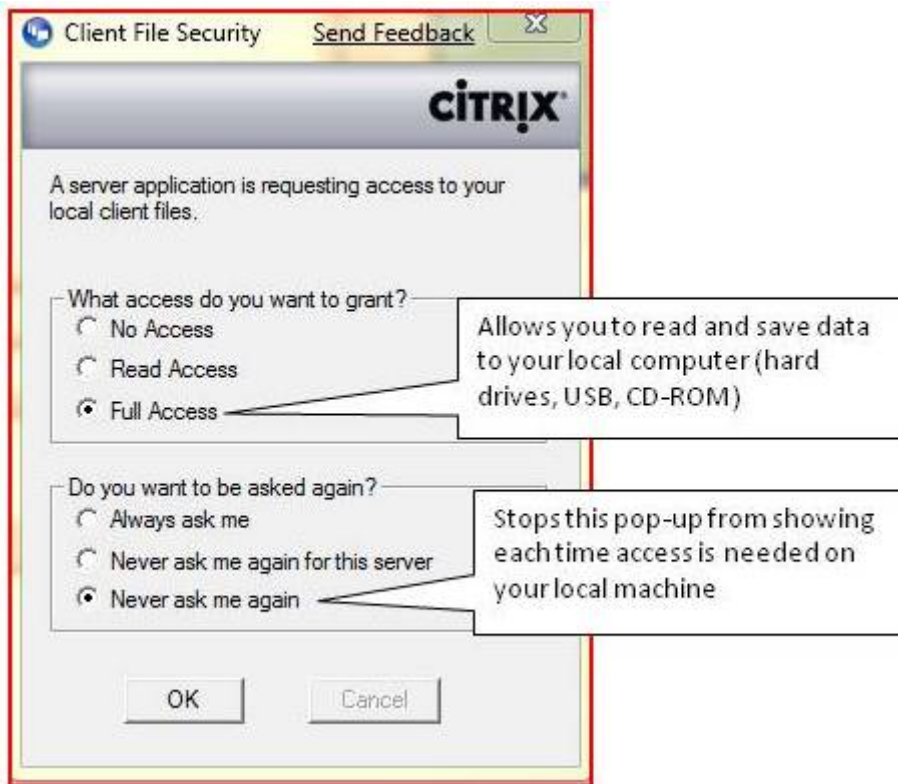 Client File Security Send Feedback
CİTRIX
A server application is requesting access to your
local client files.
What access do you want to grant?
No Access
Read Access
Full Access
Allows you to read and save data
to your local computer (hard
drives, USB, CD-ROM)
Do you want to be asked again?
Always ask me
Never ask me again for this server
Never ask me again
Stops this pop-up from showing
each time access is needed on
your local machine
OK Cancel